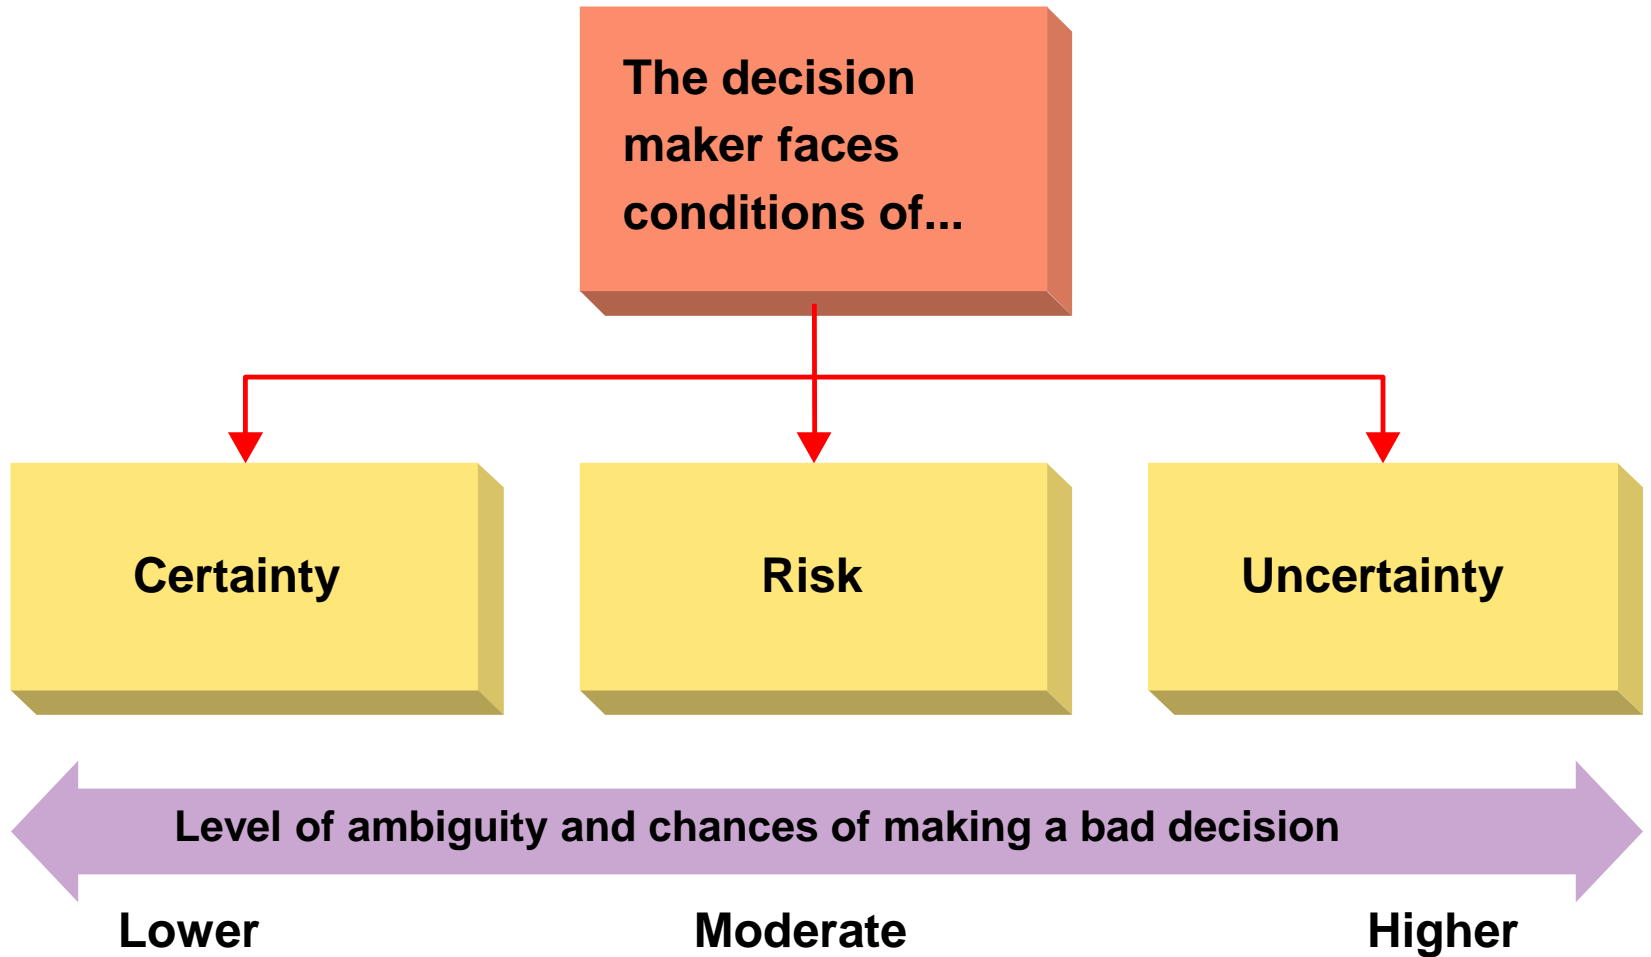 The decision
maker faces
conditions of...
Certainty
Risk
Uncertainty
Level of ambiguity and chances of making a bad decision
Lower
Moderate
Higher